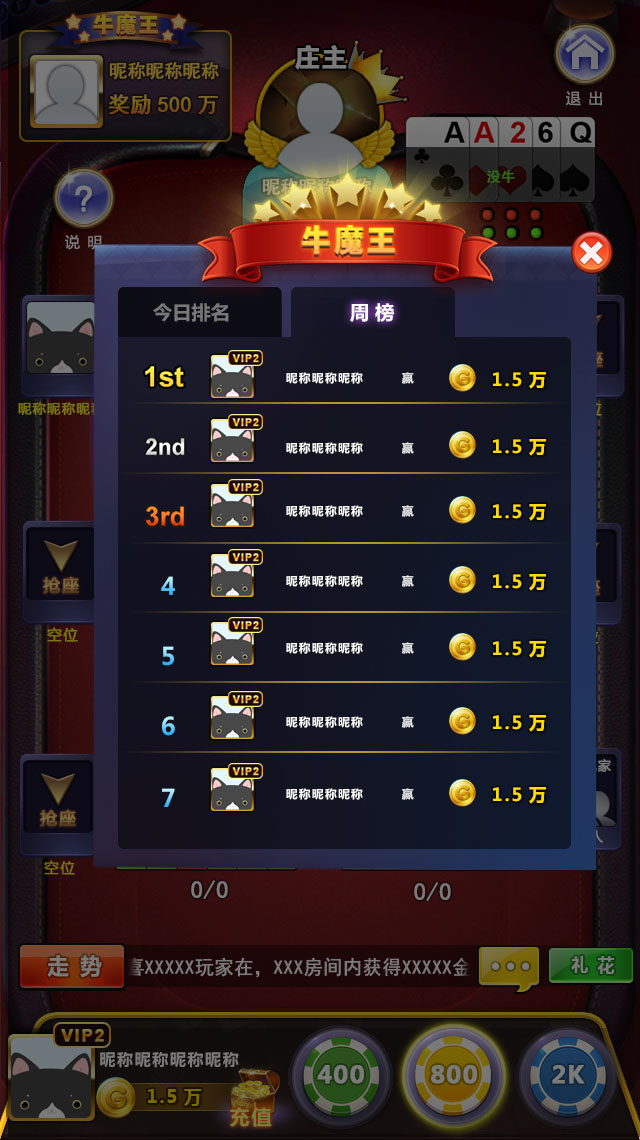 牛魔王
昵称昵称昵称
奖励 500 万
庄主
退 出
A A 2 6 Q
没牛
说 明
牛魔王
今日排名
周 榜
1st VIP2 昵称昵称昵称 赢 G 1.5 万
2nd VIP2 昵称昵称昵称 赢 G 1.5 万
3rd VIP2 昵称昵称昵称 赢 G 1.5 万
4 VIP2 昵称昵称昵称 赢 G 1.5 万
5 VIP2 昵称昵称昵称 赢 G 1.5 万
6 VIP2 昵称昵称昵称 赢 G 1.5 万
7 VIP2 昵称昵称昵称 赢 G 1.5 万
昵称昵称昵
抢座
空位
抢座
空位
家
0/0
0/0
走 势
喜XXXXX玩家在，XXX房间内获得XXXXX金
礼 花
VIP2
昵称昵称昵称昵称
G 1.5 万
充值
400
800
2K